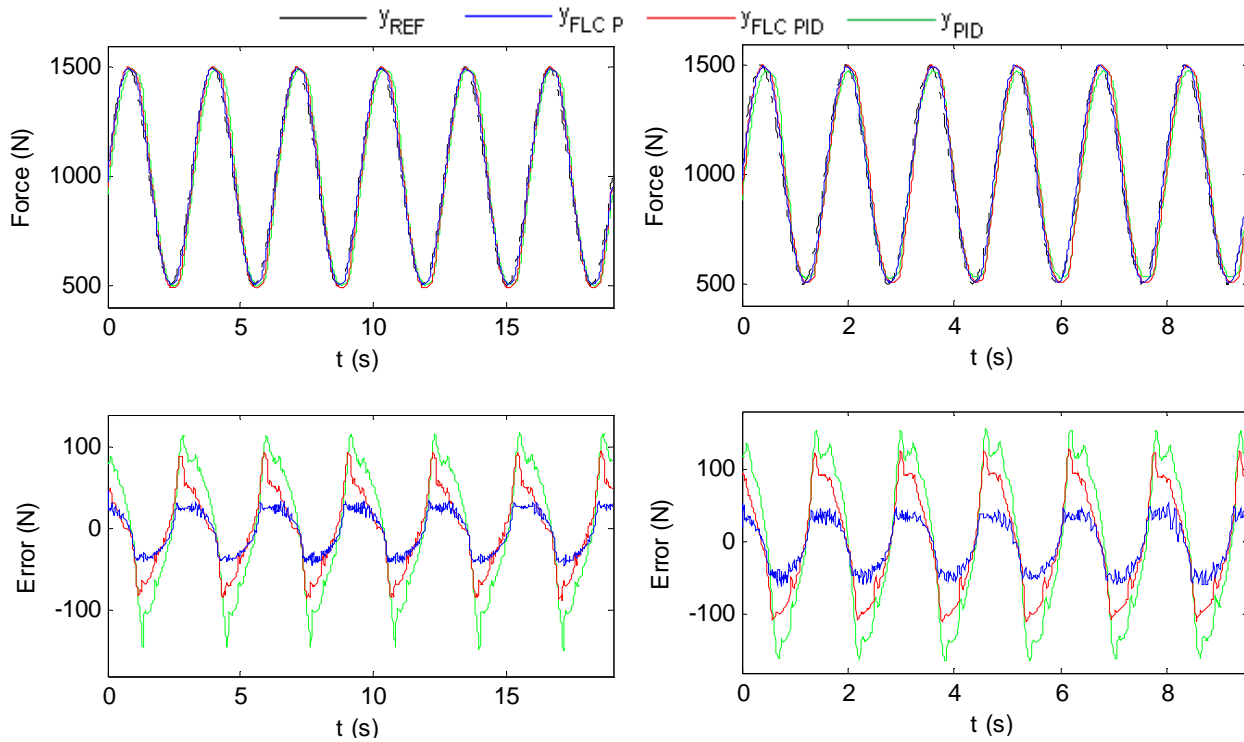 yREF yFLC P yFLC PID yPID
1500
1000
500
Force (N)
0 5 10 15
t (s)
1500
1000
500
Force (N)
0 2 4 6 8
t (s)
100
0
-100
Error (N)
0 5 10 15
t (s)
100
0
-100
Error (N)
0 2 4 6 8
t (s)